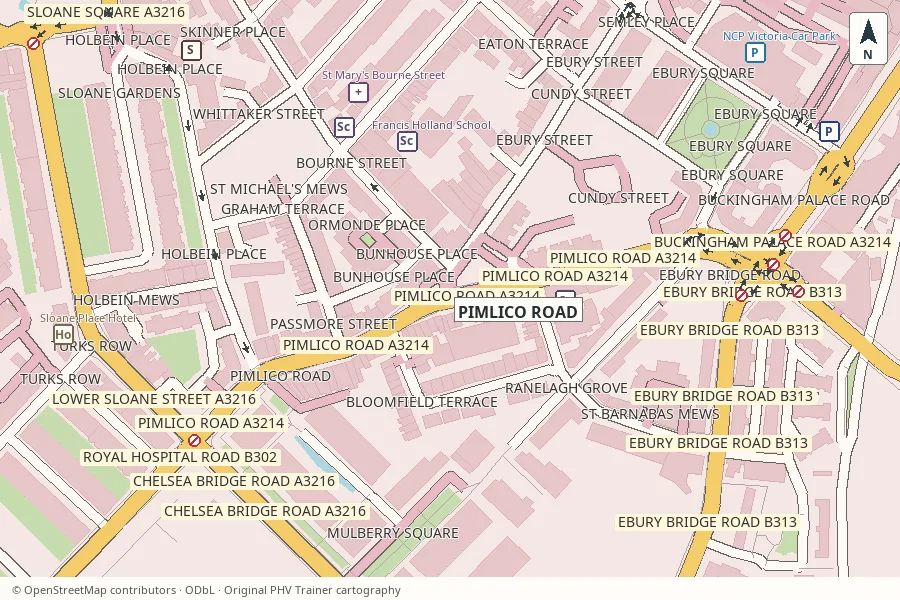 SLOANE SQUARE A3216
SEMLEY PLACE
SKINNER PLACE
HOLBEIN PLACE
NCP Victoria Car Park
EATON TERRACE
S
P
N
EBURY STREET
HOLBEIN PLACE
St Mary's Bourne Street
EBURY SQUARE
SLOANE GARDENS
+
CUNDY STREET
WHITTAKER STREET
EBURY SQUARE
Sc
Francis Holland School
P
Sc
EBURY STREET
EBURY SQUARE
BOURNE STREET
EBURY SQUARE
ST MICHAEL'S MEWS
CUNDY STREET
BUCKINGHAM PALACE ROAD
GRAHAM TERRACE
ORMONDE PLACE
BUCKINGHAM PALACE ROAD A3214
HOLBEIN PLACE
BUNHOUSE PLACE
PIMLICO ROAD A3214
BUNHOUSE PLACE
PIMLICO ROAD A3214
EBURY BRIDGE ROAD
PIMLICO ROAD A3214
EBURY BRIDGE ROAD B313
HOLBEIN MEWS
PIMLICO ROAD
Sloane Place Hotel
PASSMORE STREET
EBURY BRIDGE ROAD B313
Ho
TURKS ROW
PIMLICO ROAD A3214
TURKS ROW
PIMLICO ROAD
RANELAGH GROVE
LOWER SLOANE STREET A3216
BLOOMFIELD TERRACE
EBURY BRIDGE ROAD B313
ST BARNABAS MEWS
PIMLICO ROAD A3214
EBURY BRIDGE ROAD B313
ROYAL HOSPITAL ROAD B302
CHELSEA BRIDGE ROAD A3216
CHELSEA BRIDGE ROAD A3216
EBURY BRIDGE ROAD B313
MULBERRY SQUARE
© OpenStreetMap contributors · ODbL · Original PHV Trainer cartography